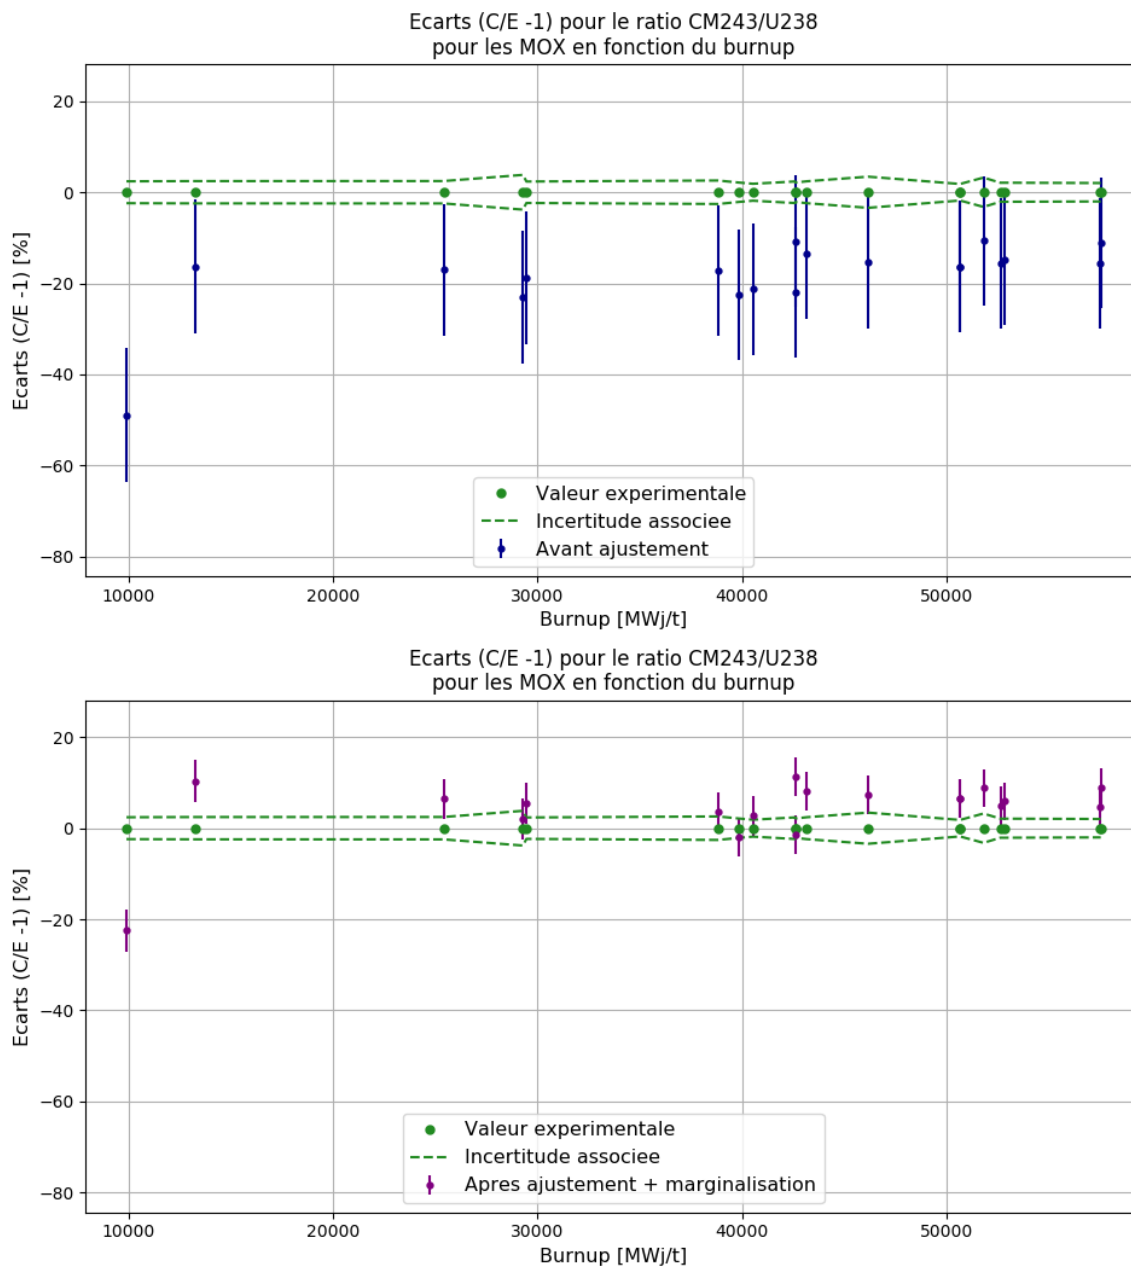 Ecarts (C/E -1) pour le ratio CM243/U238
pour les MOX en fonction du burnup
Ecarts (C/E -1) [%]
20
0
−20
−40
−60
−80
Valeur experimentale
Incertitude associee
Avant ajustement
10000 20000 30000 40000 50000
Burnup [MWj/t]
Ecarts (C/E -1) pour le ratio CM243/U238
pour les MOX en fonction du burnup
Ecarts (C/E -1) [%]
20
0
−20
−40
−60
−80
Valeur experimentale
Incertitude associee
Apres ajustement + marginalisation
10000 20000 30000 40000 50000
Burnup [MWj/t]